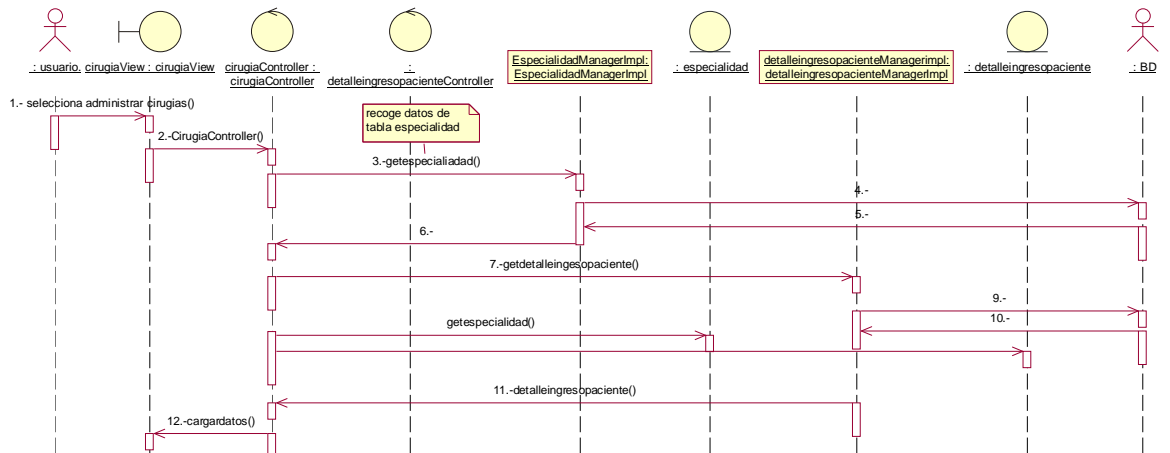 : usuario.
cirugiaView : cirugiaView
cirugiaController :
cirugiaController
:
detalleingresopacienteController
EspecialidadManagerImpl:
EspecialidadManagerImpl
: especialidad
detalleingresopacienteManagerimpl:
detalleingresopacienteManagerImpl
: detalleingresopaciente
: BD
1.- selecciona administrar cirugias()
recoge datos de
tabla especialidad
2.-CirugiaController()
3.-getespecialiadad()
4.-
5.-
6.-
7.-getdetalleingesopaciente()
9.-
10.-
getespecialidad()
11.-detalleingresopaciente()
12.-cargardatos()